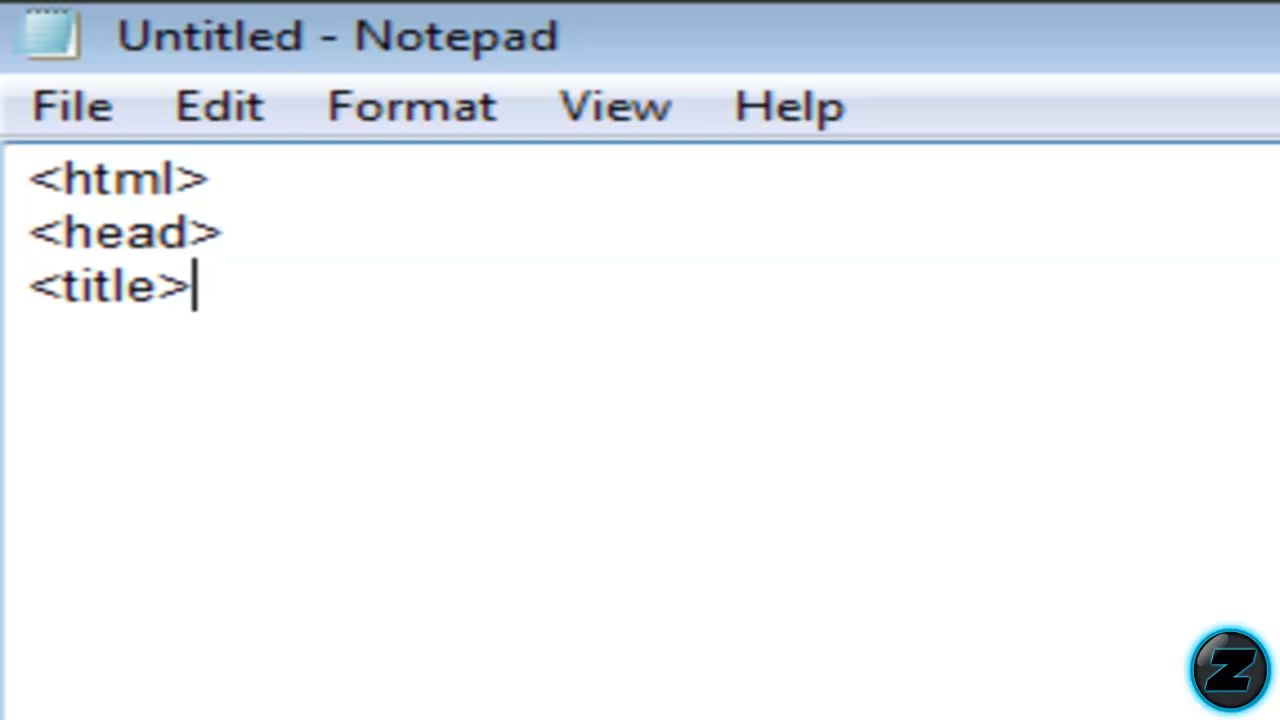 Untitled - Notepad
File Edit Format View Help
<html>
<head>
<title>
Z